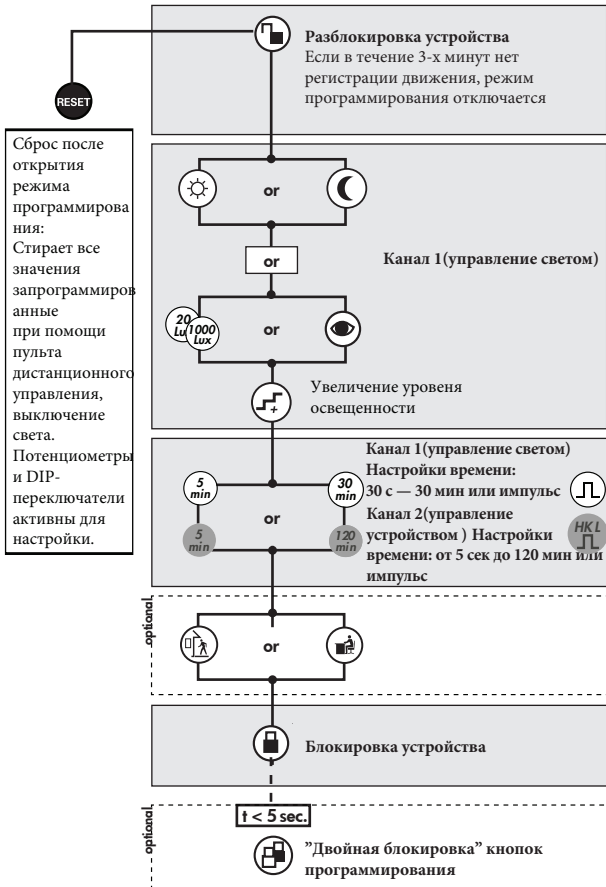 Разблокировка устройства
Если в течение 3-х минут нет
регистрации движения, режим
программирования отключается
RESET
Сброс после
открытия
режима
программирова
ния:
Стирает все
значения
запрограммиров
анные
при помощи
пульта
дистанционного
управления,
выключение
света.
Потенциометры
и DIP-
переключатели
активны для
настройки.
or
or
Канал 1(управление светом)
20
Lu
1000
Lux
or
Увеличение уровеня
освещенности
+
5
min
30
min
or
5
min
120
min
Канал 1(управление светом)
Настройки времени:
30 с — 30 мин или импульс
Канал 2(управление
устройством ) Настройки
времени: от 5 сек до 120 мин или
импульс
HKL
optional
or
Блокировка устройства
t < 5 sec.
optional
"Двойная блокировка" кнопок
программирования